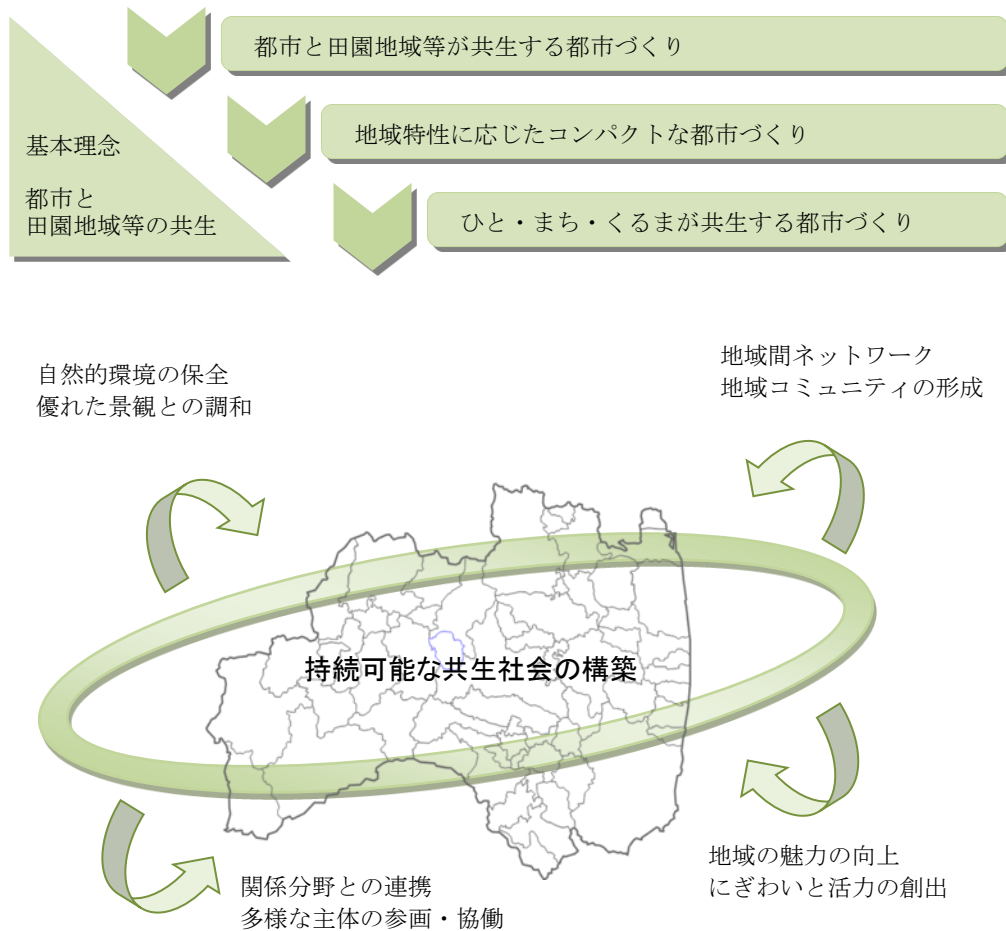 都市と田園地域等が共生する都市づくり
地域特性に応じたコンパクトな都市づくり
ひと・まち・くるまが共生する都市づくり
基本理念
都市と
田園地域等の共生
自然的環境の保全
優れた景観との調和
地域間ネットワーク
地域コミュニティの形成
持続可能な共生社会の構築
関係分野との連携
多様な主体の参画・協働
地域の魅力の向上
にぎわいと活力の創出